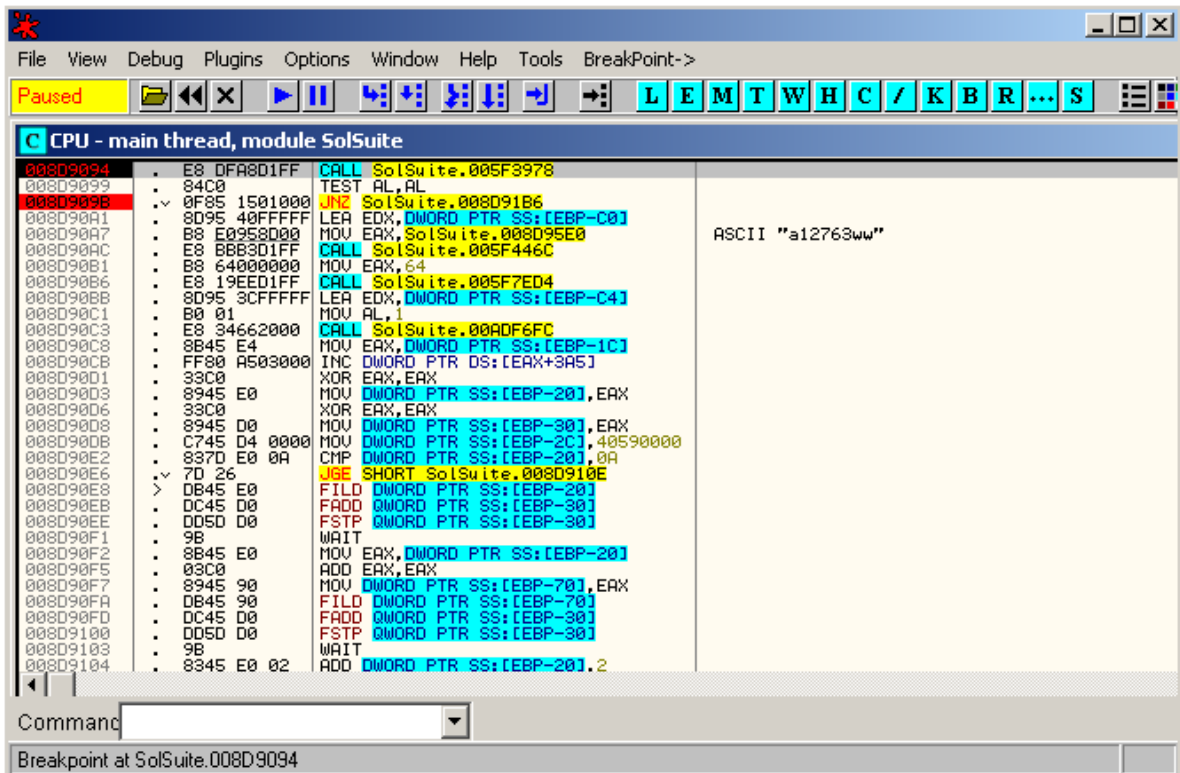 File View Debug Plugins Options Window Help Tools BreakPoint->
Paused L E M T W H C / K B R ... S
C CPU - main thread, module SolSuite
008D9094 . E8 DFA8D1FF CALL SolSuite.005F3978
008D9099 . 84C0 TEST AL,AL
008D909B .v 0F85 1501000 JNZ SolSuite.008D91B6
008D90A1 . 8D95 40FFFFF LEA EDX,DWORD PTR SS:[EBP-C0]
008D90A7 . B8 E0958D00 MOV EAX,SolSuite.008D95E0 ASCII "a12763ww"
008D90AC . E8 BBB3D1FF CALL SolSuite.005F446C
008D90B1 . B8 64000000 MOV EAX,64
008D90B6 . E8 19EED1FF CALL SolSuite.005F7ED4
008D90BB . 8D95 3CFFFFF LEA EDX,DWORD PTR SS:[EBP-C4]
008D90C1 . B0 01 MOV AL,1
008D90C3 . E8 34662000 CALL SolSuite.00ADF6FC
008D90C8 . 8B45 E4 MOV EAX,DWORD PTR SS:[EBP-1C]
008D90CB . FF80 A503000 INC DWORD PTR DS:[EAX+3A5]
008D90D1 . 33C0 XOR EAX,EAX
008D90D3 . 8945 E0 MOV DWORD PTR SS:[EBP-20],EAX
008D90D6 . 33C0 XOR EAX,EAX
008D90D8 . 8945 D0 MOV DWORD PTR SS:[EBP-30],EAX
008D90DB . C745 D4 0000 MOV DWORD PTR SS:[EBP-2C],40590000
008D90E2 . 837D E0 0A CMP DWORD PTR SS:[EBP-20],0A
008D90E6 .v 7D 26 JGE SHORT SolSuite.008D910E
008D90E8 > DB45 E0 FILD DWORD PTR SS:[EBP-20]
008D90EB . DC45 D0 FADD QWORD PTR SS:[EBP-30]
008D90EE . DD5D D0 FSTP QWORD PTR SS:[EBP-30]
008D90F1 . 9B WAIT
008D90F2 . 8B45 E0 MOV EAX,DWORD PTR SS:[EBP-20]
008D90F5 . 03C0 ADD EAX,EAX
008D90F7 . 8945 90 MOV DWORD PTR SS:[EBP-70],EAX
008D90FA . DB45 90 FILD DWORD PTR SS:[EBP-70]
008D90FD . DC45 D0 FADD QWORD PTR SS:[EBP-30]
008D9100 . DD5D D0 FSTP QWORD PTR SS:[EBP-30]
008D9103 . 9B WAIT
008D9104 . 8345 E0 02 ADD DWORD PTR SS:[EBP-20],2
Command
Breakpoint at SolSuite.008D9094